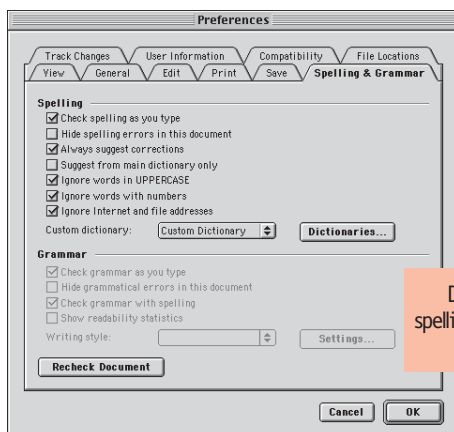 Preferences
Track Changes User Information Compatibility File Locations
View General Edit Print Save Spelling & Grammar
Spelling
Check spelling as you type
Hide spelling errors in this document
Always suggest corrections
Suggest from main dictionary only
Ignore words in UPPERCASE
Ignore words with numbers
Ignore Internet and file addresses
Custom dictionary: Custom Dictionary Dictionaries...
Grammar
Check grammar as you type
Hide grammatical errors in this document
Check grammar with spelling
Show readability statistics
Writing style: Settings...
Recheck Document
Cancel OK